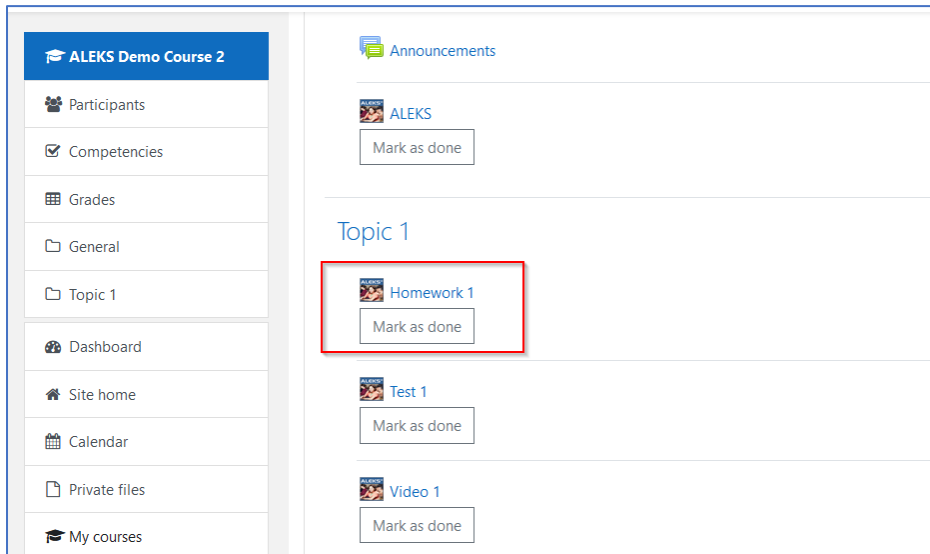 ALEKS Demo Course 2
Participants
Competencies
Grades
General
Topic 1
Dashboard
Site home
Calendar
Private files
My courses
Announcements
ALEKS
Mark as done
Topic 1
Homework 1
Mark as done
Test 1
Mark as done
Video 1
Mark as done